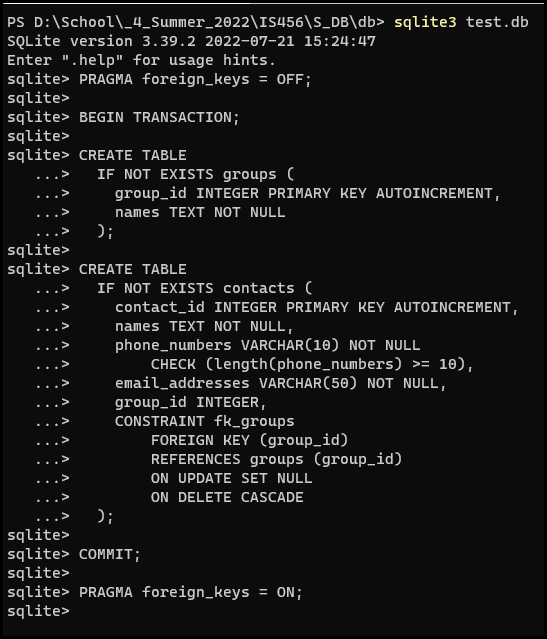 PS D:\School\_4_Summer_2022\IS456\S_DB\db> sqlite3 test.db
SQLite version 3.39.2 2022-07-21 15:24:47
Enter ".help" for usage hints.
sqlite> PRAGMA foreign_keys = OFF;
sqlite>
sqlite> BEGIN TRANSACTION;
sqlite>
sqlite> CREATE TABLE
   ...>   IF NOT EXISTS groups (
   ...>     group_id INTEGER PRIMARY KEY AUTOINCREMENT,
   ...>     names TEXT NOT NULL
   ...>   );
sqlite>
sqlite> CREATE TABLE
   ...>   IF NOT EXISTS contacts (
   ...>     contact_id INTEGER PRIMARY KEY AUTOINCREMENT,
   ...>     names TEXT NOT NULL,
   ...>     phone_numbers VARCHAR(10) NOT NULL
   ...>         CHECK (length(phone_numbers) >= 10),
   ...>     email_addresses VARCHAR(50) NOT NULL,
   ...>     group_id INTEGER,
   ...>     CONSTRAINT fk_groups
   ...>         FOREIGN KEY (group_id)
   ...>         REFERENCES groups (group_id)
   ...>         ON UPDATE SET NULL
   ...>         ON DELETE CASCADE
   ...>   );
sqlite>
sqlite> COMMIT;
sqlite>
sqlite> PRAGMA foreign_keys = ON;
sqlite>